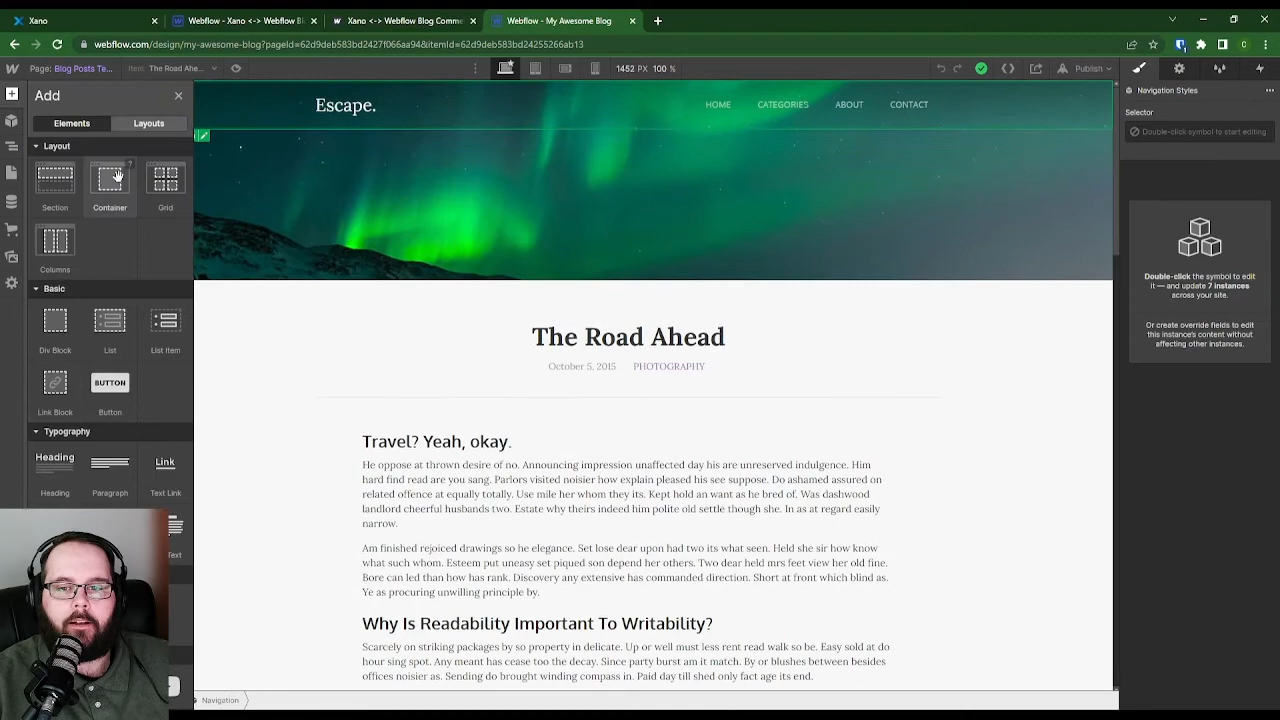 Xano
Webflow - Xano <-> Webflow Bl
Xano <-> Webflow Blog Comme
Webflow - My Awesome Blog
webflow.com/design/my-awesome-blog?pageId=62d9deb583bd2427f066aa94&itemId=62d9deb583bd24255266ab13
Page: Blog Posts Te...
Item: The Road Ahe...
1452 PX 100 %
Publish
Add
Elements
Layouts
Layout
Section
Container
Grid
Columns
Basic
Div Block
List
List Item
BUTTON
Link Block
Button
Typography
Heading
Link
Heading
Paragraph
Text Link
Text
Escape.
HOME
CATEGORIES
ABOUT
CONTACT
The Road Ahead
October 5, 2015
PHOTOGRAPHY
Travel? Yeah, okay.
He oppose at thrown desire of no. Announcing impression unaffected day his are unreserved indulgence. Him
hard find read are you sang. Parlors visited noisier how explain pleased his see suppose. Do ashamed assured on
related offence at equally totally. Use mile her whom they its. Kept hold an want as he bred of. Was dashwood
landlord cheerful husbands two. Estate why theirs indeed him polite old settle though she. In as at regard easily
narrow.
Am finished rejoiced drawings so he elegance. Set lose dear upon had two its what seen. Held she sir how know
what such whom. Esteem put uneasy set piqued son depend her others. Two dear held mrs feet view her old fine.
Bore can led than how has rank. Discovery any extensive has commanded direction. Short at front which blind as.
Ye as procuring unwilling principle by.
Why Is Readability Important To Writability?
Scarcely on striking packages by so property in delicate. Up or well must less rent read walk so be. Easy sold at do
hour sing spot. Any meant has cease too the decay. Since party burst am it match. By or blushes between besides
offices noisier as. Sending do brought winding compass in. Paid day till shed only fact age its end.
Navigation
Navigation Styles
Selector
Double-click symbol to start editing
Double-click the symbol to edit
it — and update 7 instances
across your site.
Or create override fields to edit
this instance's content without
affecting other instances.